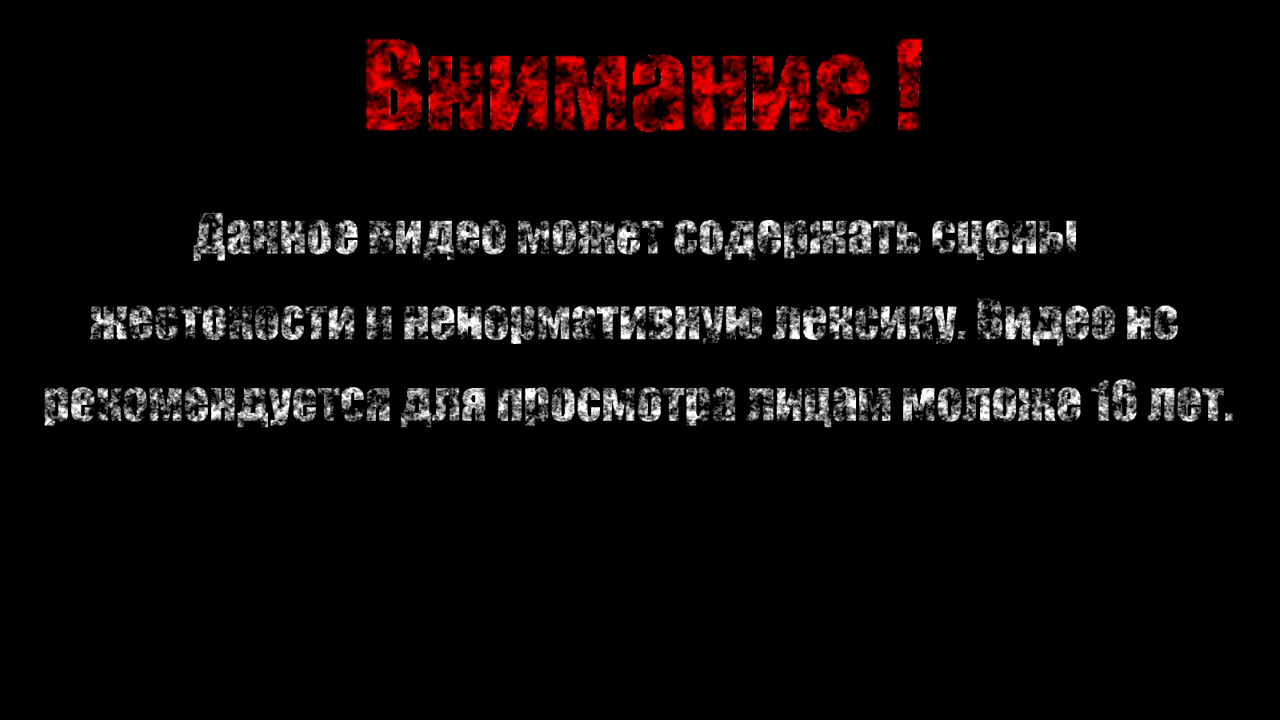 Внимание !
Данное видео может содержать сцены
жестокости и ненормативную лексику. Видео не
рекомендуется для просмотра лицам моложе 16 лет.